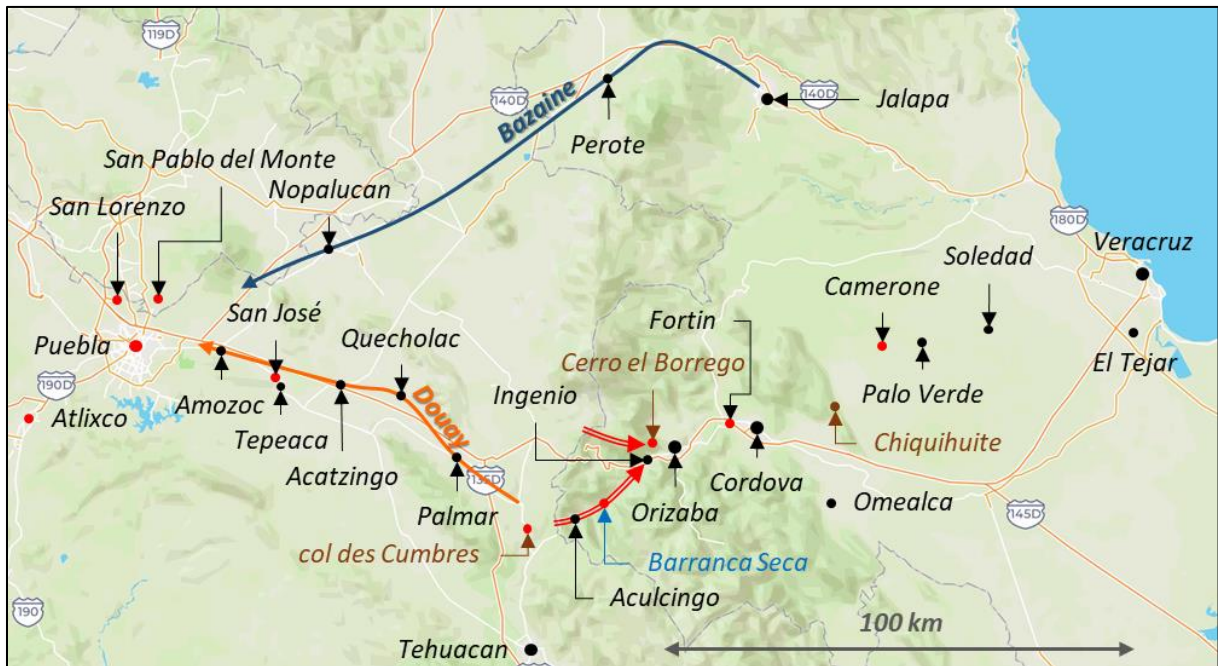 119D
140D
Bazaine
140D
Jalapa
Perote
San Pablo del Monte
Nopalucan
San Lorenzo
180D
Veracruz
Soledad
Camerone
San José
Quecholac
Fortin
Puebla
Cerro el Borrego
El Tejar
190D
Amozoc
Ingenio
Palo Verde
Atlixco
Douay
Tepeaca
Chiquihuite
Acatzingo
135D
Cordova
Palmar
Orizaba
Omealca
145D
col des Cumbres
Barranca Seca
Aculcingo
190
100 km
Tehuacan